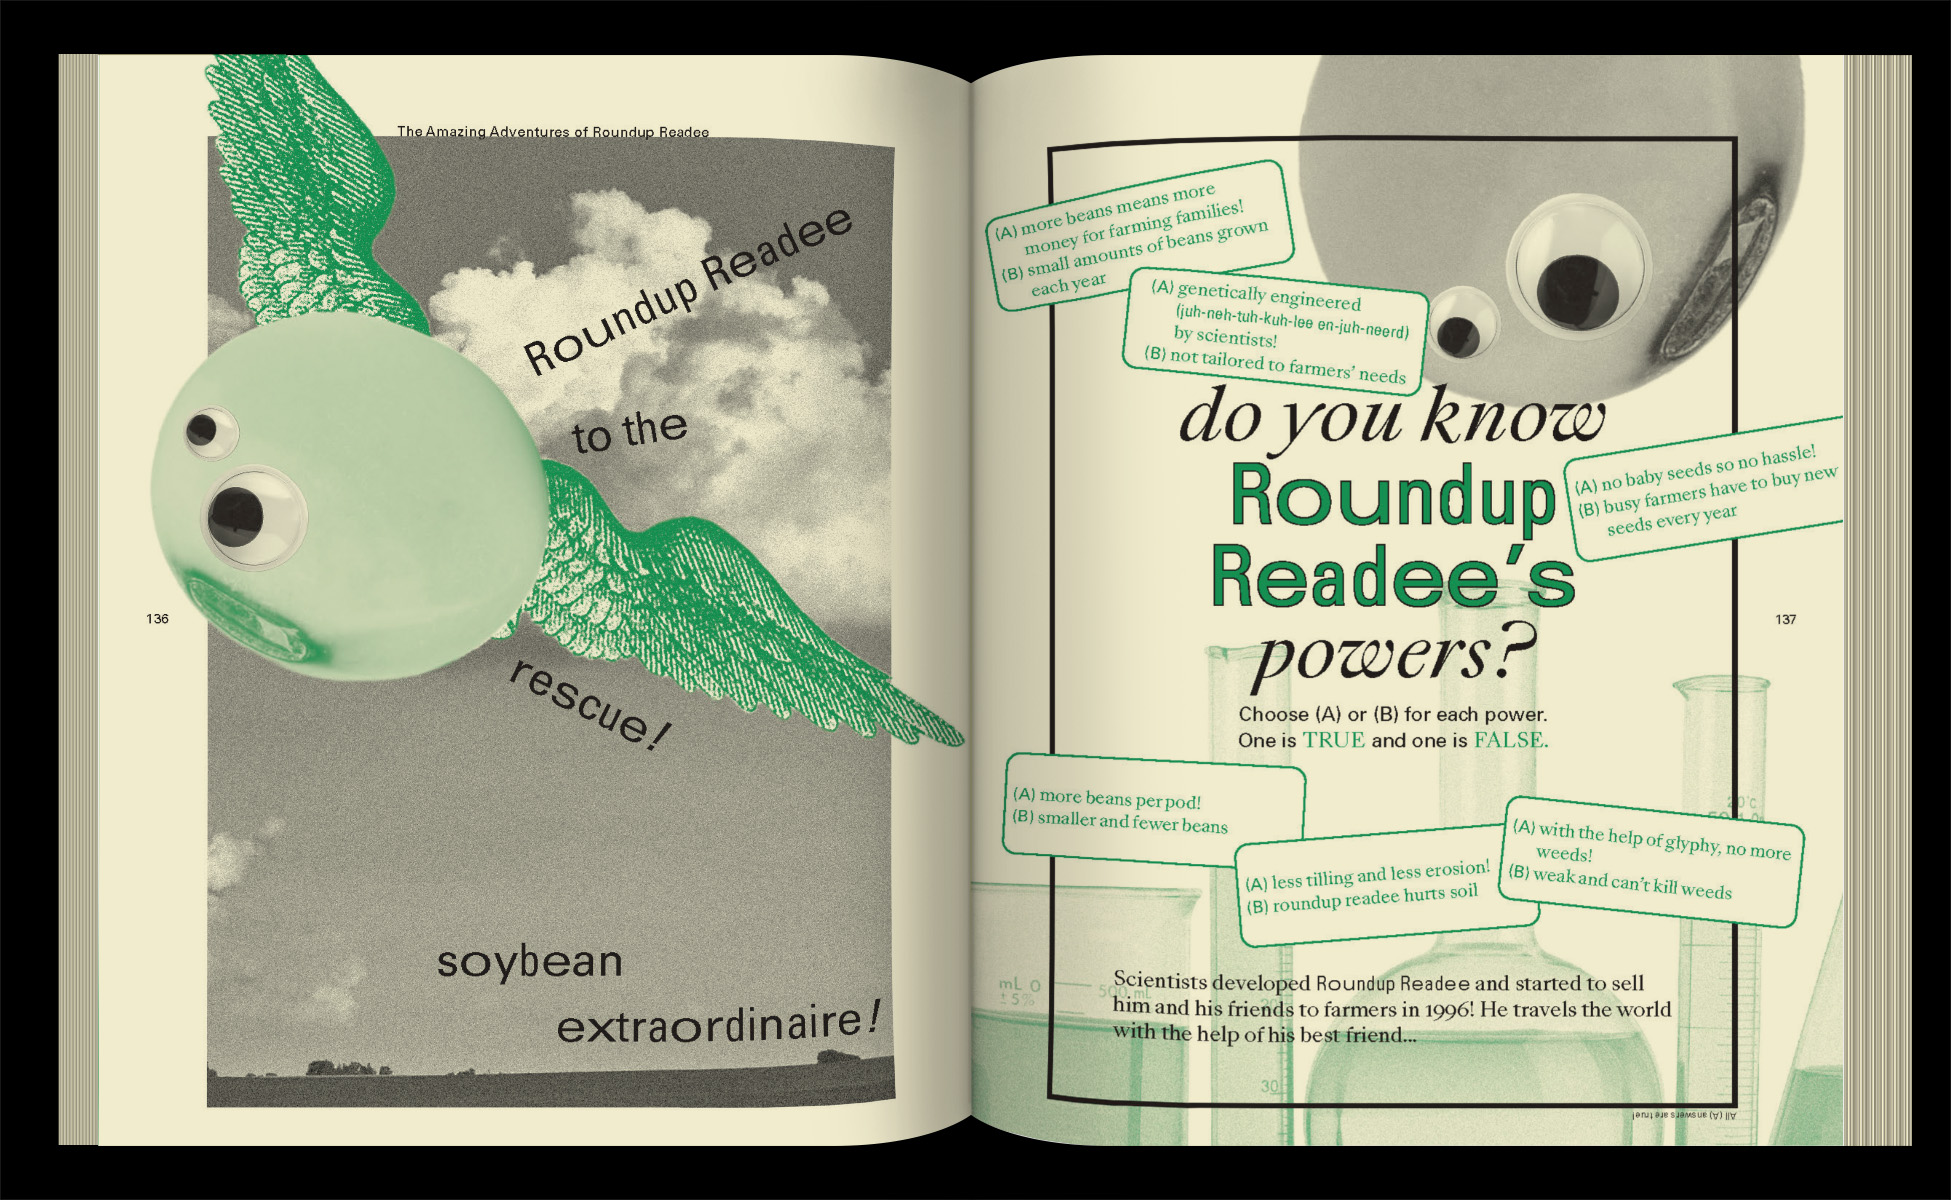 The Amazing Adventures of Roundup Readee
Roundup Readee
to the
rescue!
soybean
extraordinaire!
136
(A) more beans means more
money for farming families!
(B) small amounts of beans grown
each year
(A) genetically engineered
(juh-neh-tuh-kuh-lee en-juh-neerd)
by scientists!
(B) not tailored to farmers' needs
do you know
Roundup
Readee's
powers?
(A) no baby seeds so no hassle!
(B) busy farmers have to buy new
seeds every year
137
Choose (A) or (B) for each power.
One is TRUE and one is FALSE.
(A) more beans per pod!
(B) smaller and fewer beans
(A) less tilling and less erosion!
(B) roundup readee hurts soil
(A) with the help of glyphy, no more
weeds!
(B) weak and can't kill weeds
20°C
mL
±5%
500 mL
Scientists developed Roundup Readee and started to sell
him and his friends to farmers in 1996! He travels the world
with the help of his best friend...
30
All (A) answers are true!